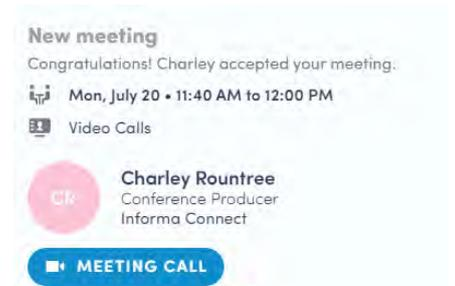 New meeting
Congratulations! Charley accepted your meeting.
Mon, July 20 • 11:40 AM to 12:00 PM
Video Calls
CR
Charley Rountree
Conference Producer
Informa Connect
MEETING CALL